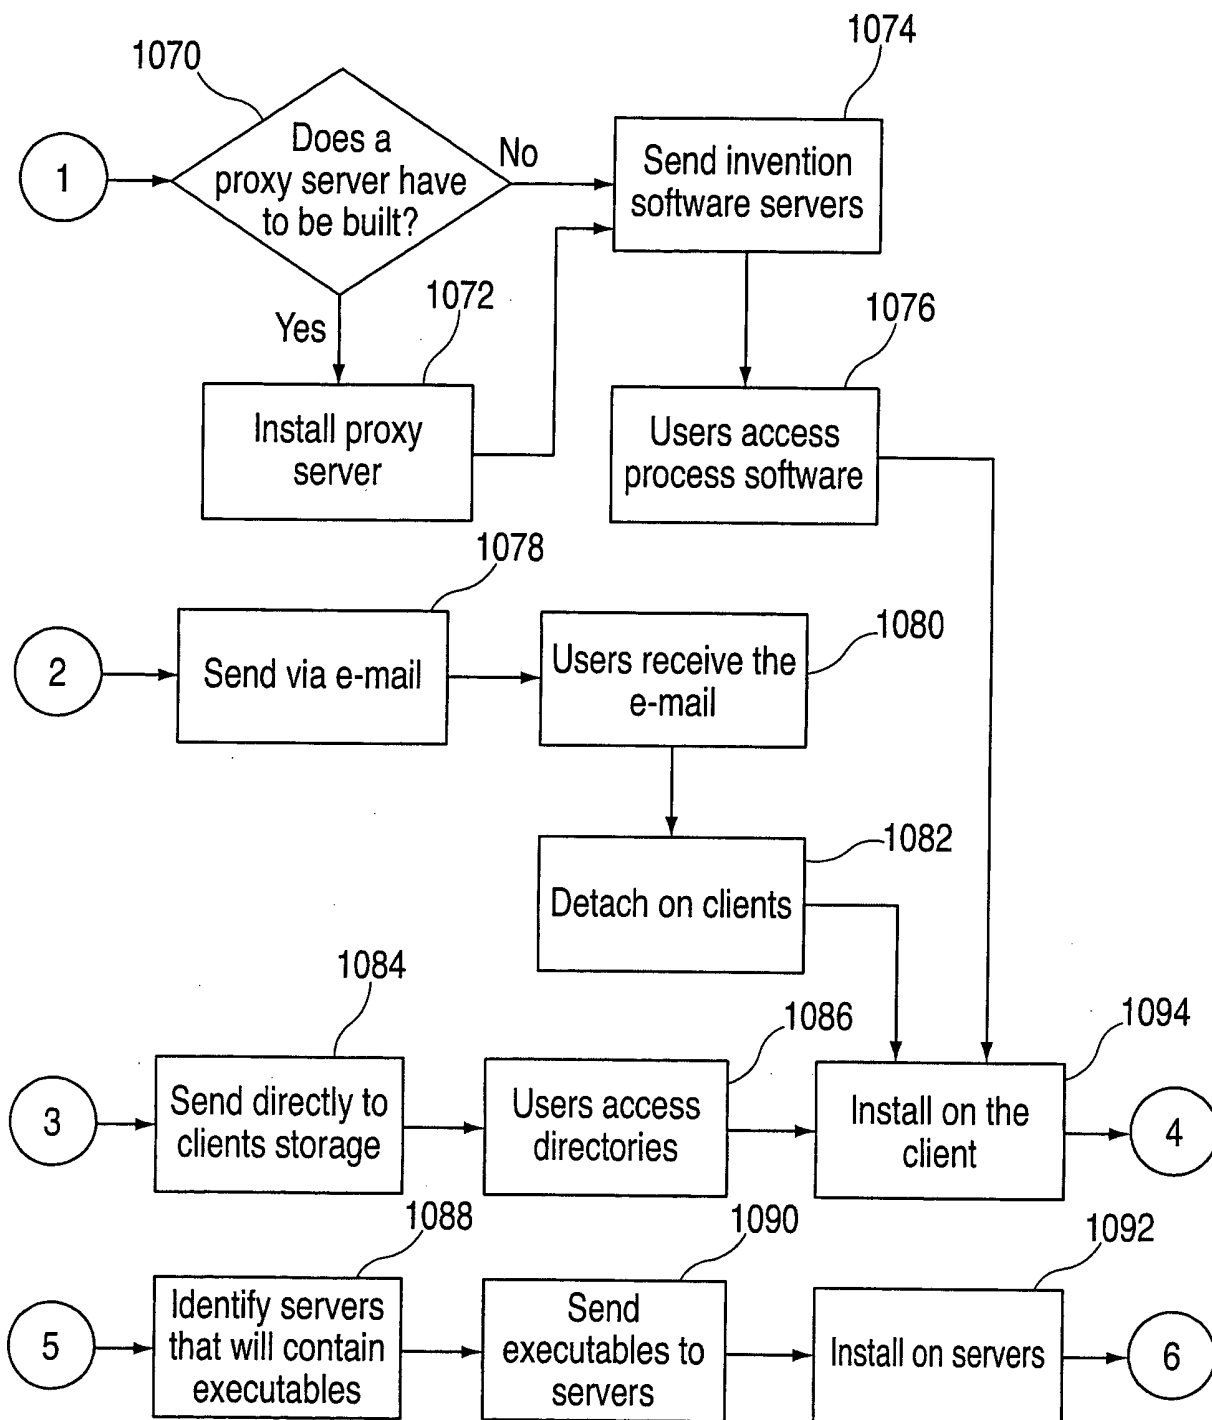 1074
1070
Does a
proxy server have
to be built?
1
No
Send invention
software servers
Yes
1072
1076
Install proxy
server
Users access
process software
1078
2
Send via e-mail
Users receive the
e-mail
1080
1082
Detach on clients
1084
1086
1094
3
Send directly to
clients storage
Users access
directories
Install on the
client
4
1088
1090
1092
5
Identify servers
that will contain
executables
Send
executables to
servers
Install on servers
6